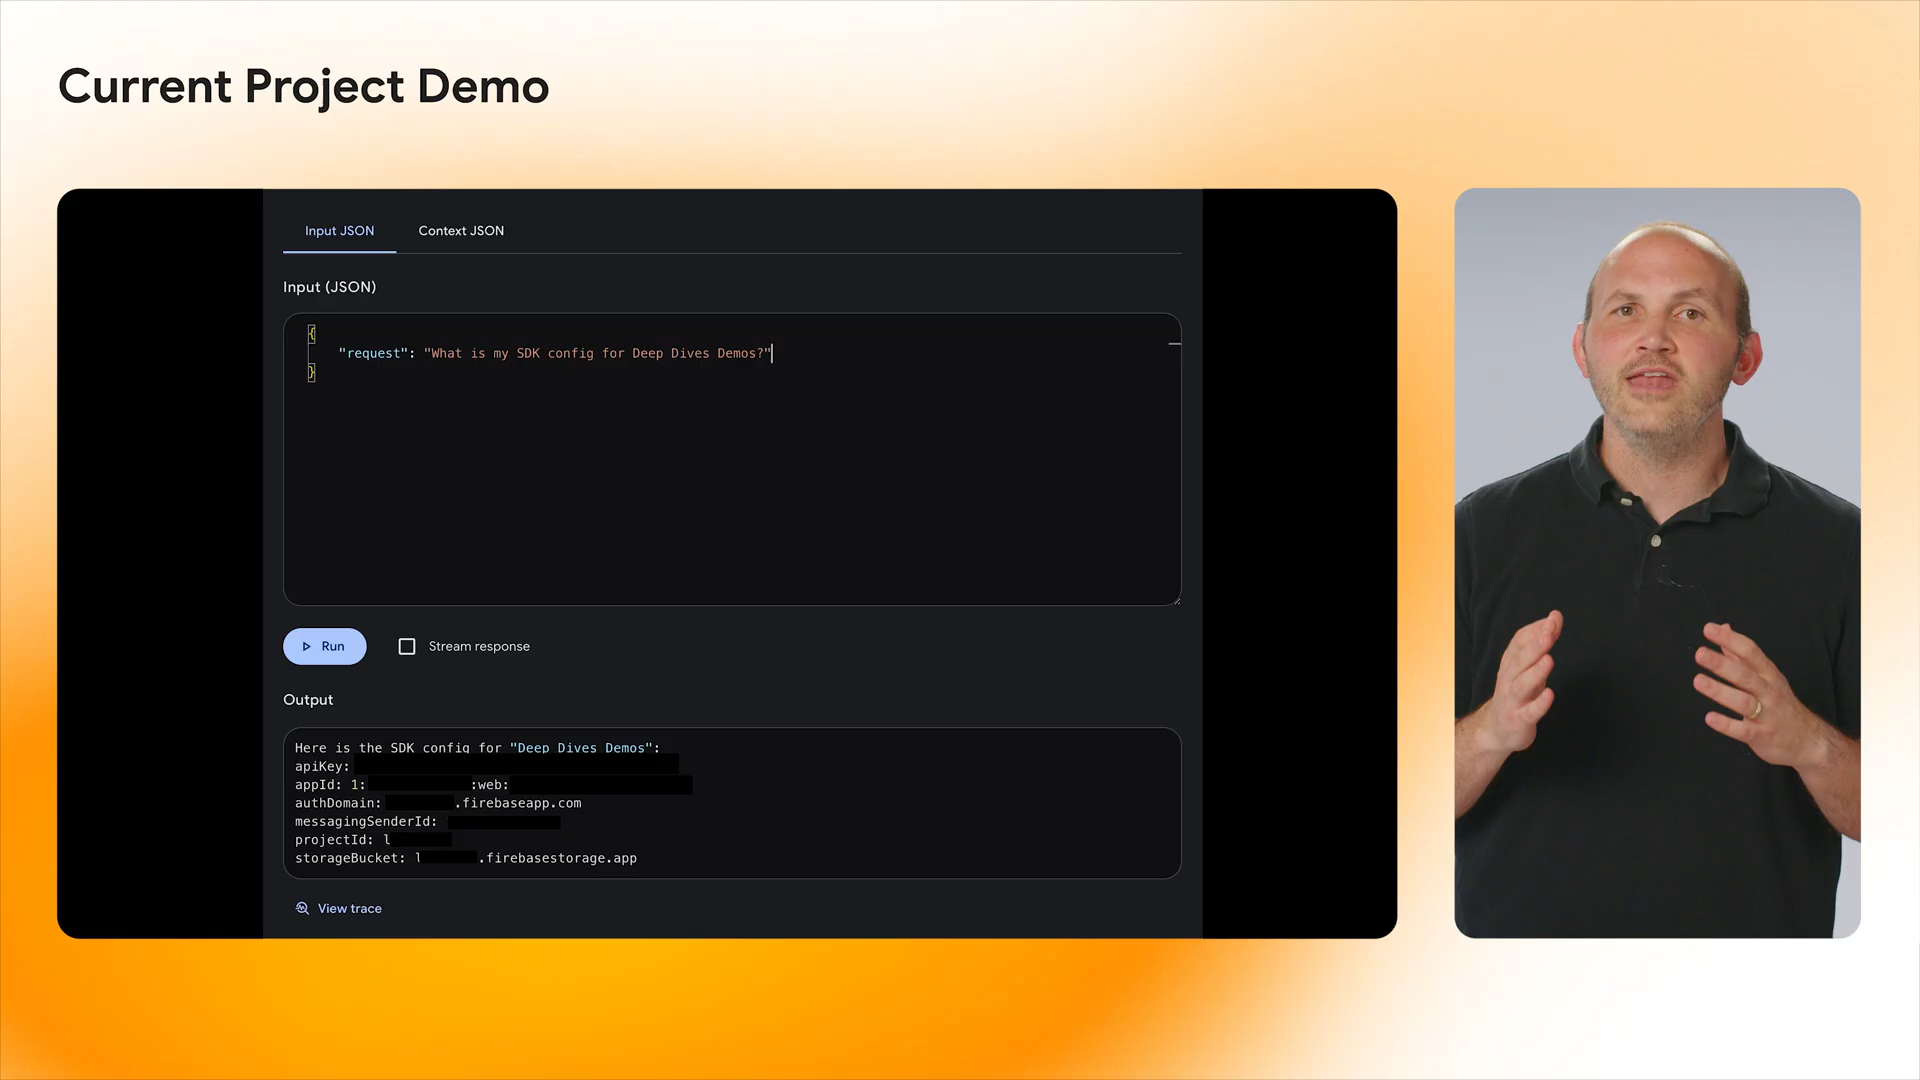 Current Project Demo
Input JSON
Context JSON
Input (JSON)
{
"request": "What is my SDK config for Deep Dives Demos?"
}
Run
Stream response
Output
Here is the SDK config for "Deep Dives Demos":
apiKey:
appId: 1: :web:
authDomain: .firebaseapp.com
messagingSenderId:
projectId: l
storageBucket: l .firebasestorage.app
View trace